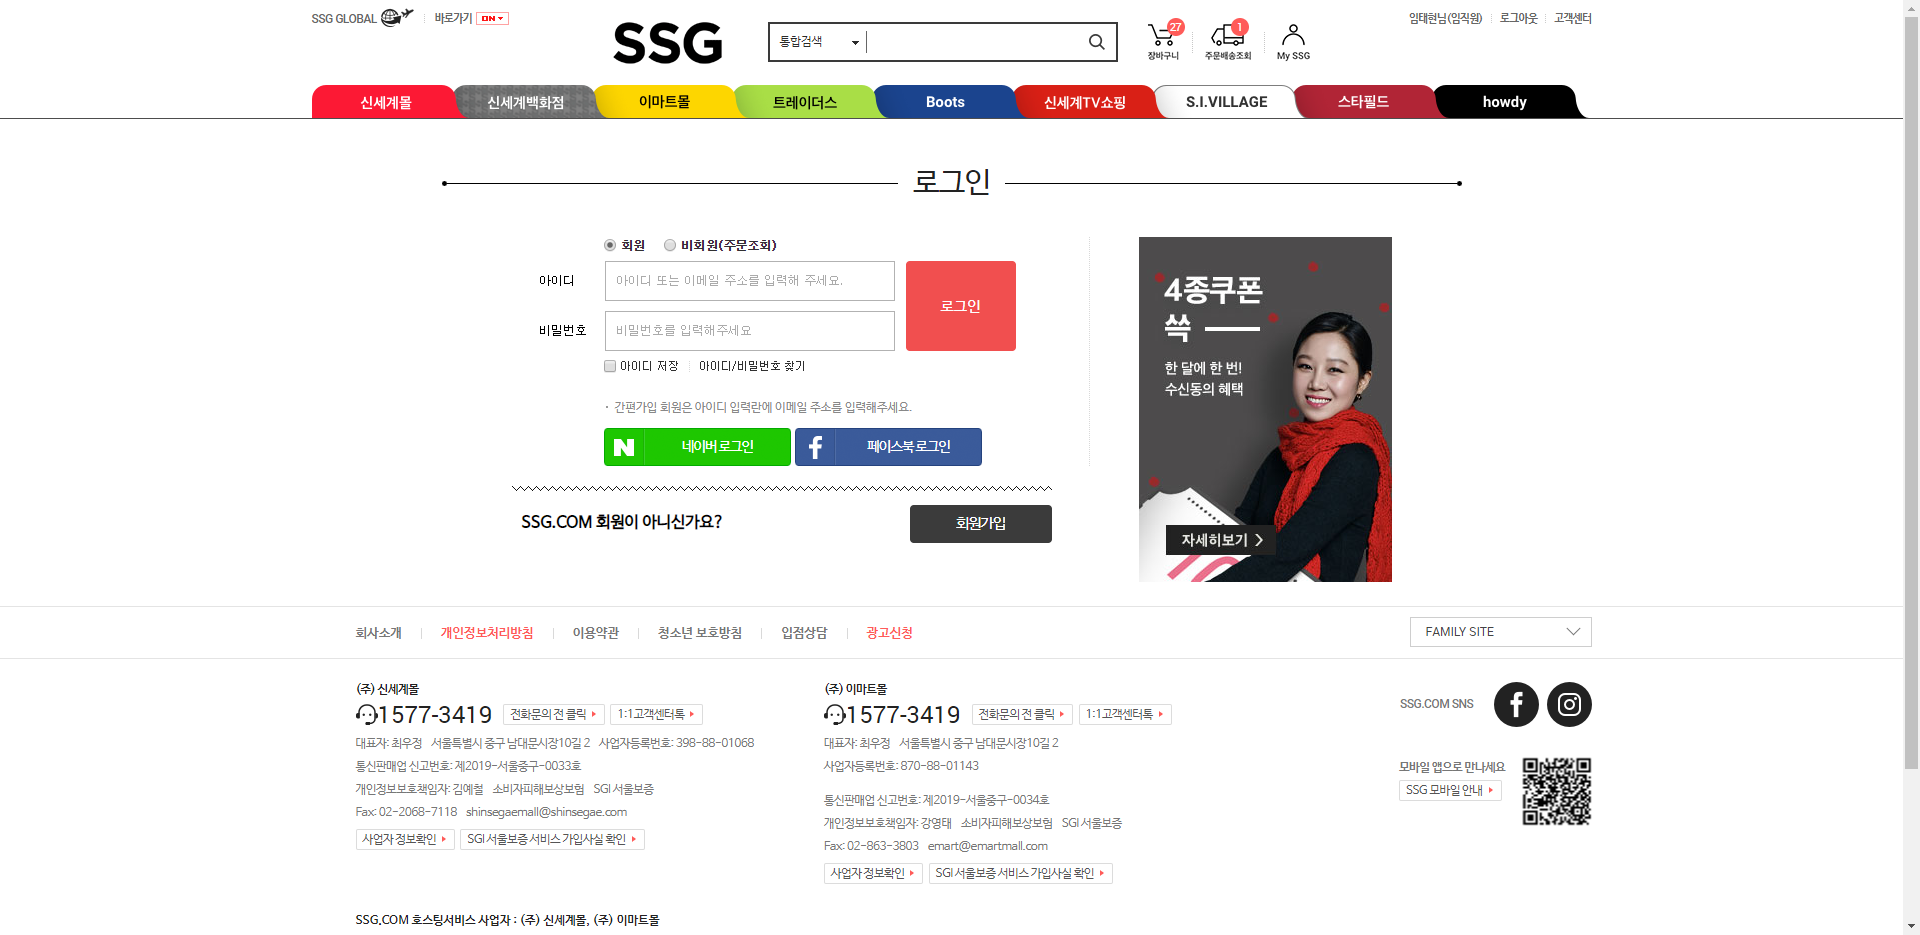 SSG GLOBAL 바로가기 ON
임태현님(임직원) 로그아웃 고객센터
SSG 통합검색
27 장바구니 1 주문배송조회 My SSG
신세계몰 신세계백화점 이마트몰 트레이더스 Boots 신세계TV쇼핑 S.I.VILLAGE 스타필드 howdy
로그인
회원 비회원(주문조회)
아이디 아이디 또는 이메일 주소를 입력해 주세요.
비밀번호 비밀번호를 입력해주세요
로그인
아이디 저장 아이디/비밀번호 찾기
· 간편가입 회원은 아이디 입력란에 이메일 주소를 입력해주세요.
N 네이버 로그인 f 페이스북 로그인
SSG.COM 회원이 아니신가요? 회원가입
4종쿠폰
쓱
한 달에 한 번!
수신동의 혜택
자세히보기
회사소개 개인정보처리방침 이용약관 청소년 보호방침 입점상담 광고신청
FAMILY SITE
(주) 신세계몰
1577-3419 전화문의 전 클릭 1:1고객센터톡
대표자: 최우정 서울특별시 중구 남대문시장10길 2 사업자등록번호: 398-88-01068
통신판매업 신고번호: 제2019-서울중구-0033호
개인정보보호책임자: 김예철 소비자피해보상보험 SGI 서울보증
Fax: 02-2068-7118 shinsegaemall@shinsegae.com
사업자 정보확인 SGI 서울보증 서비스 가입사실 확인
(주) 이마트몰
1577-3419 전화문의 전 클릭 1:1고객센터톡
대표자: 최우정 서울특별시 중구 남대문시장10길 2
사업자등록번호: 870-88-01143
통신판매업 신고번호: 제2019-서울중구-0034호
개인정보보호책임자: 강영태 소비자피해보상보험 SGI 서울보증
Fax: 02-863-3803 emart@emartmall.com
사업자 정보확인 SGI 서울보증 서비스 가입사실 확인
SSG.COM SNS
모바일 앱으로 만나세요
SSG 모바일 안내
SSG.COM 호스팅서비스 사업자 : (주) 신세계몰, (주) 이마트몰